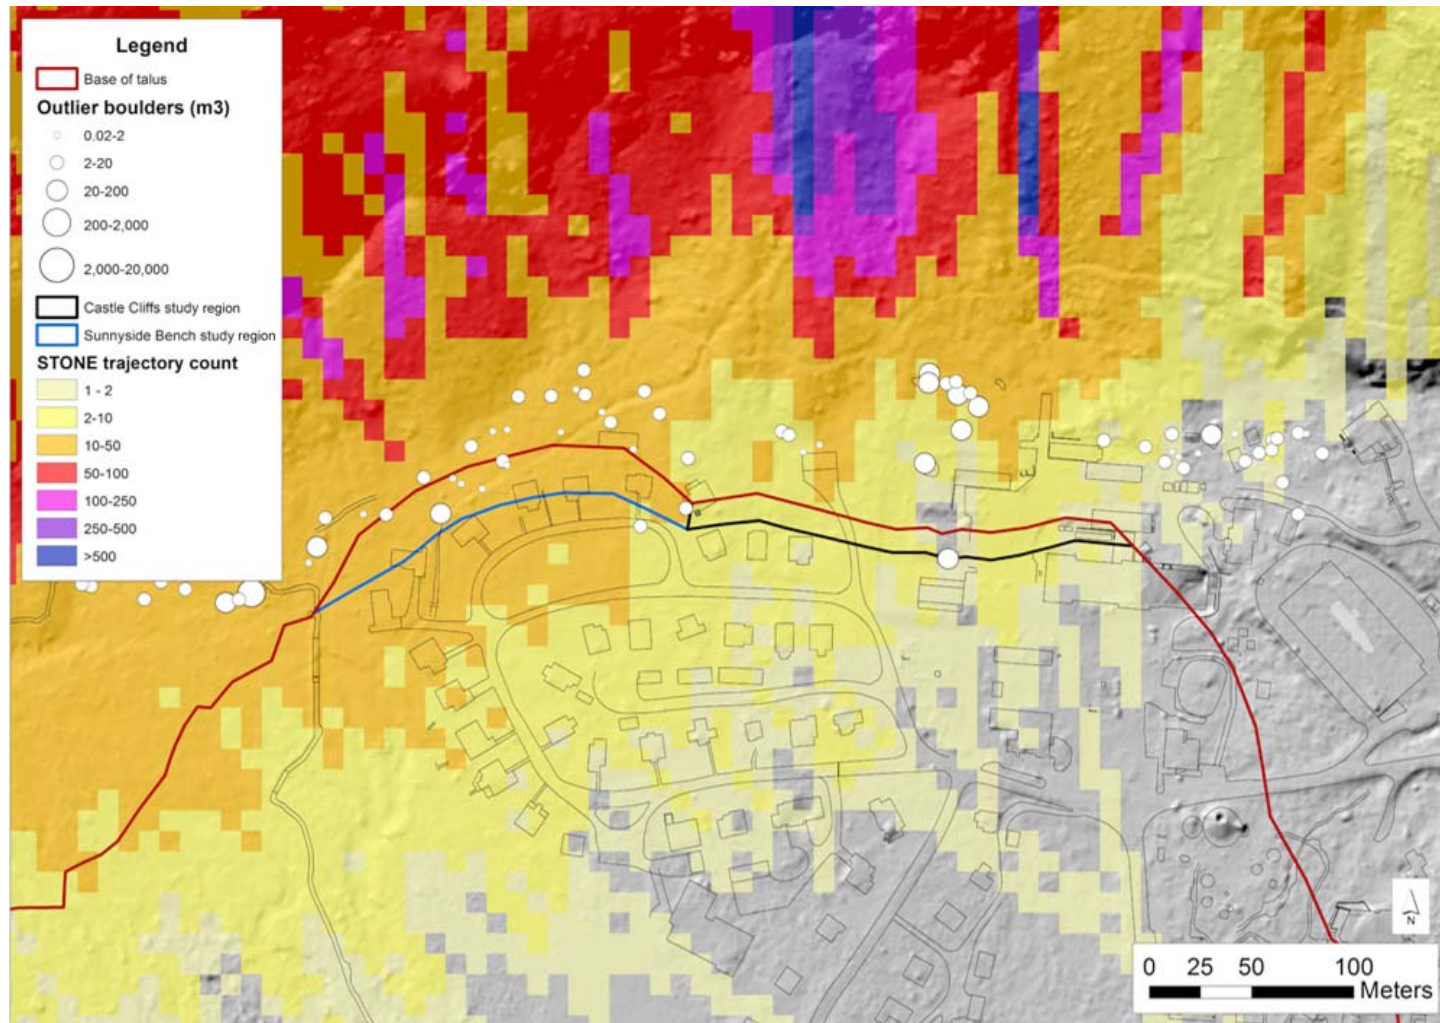 Legend
Base of talus
Outlier boulders (m3)
0.02-2
2-20
20-200
200-2,000
2,000-20,000
Castle Cliffs study region
Sunnyside Bench study region
STONE trajectory count
1 - 2
2-10
10-50
50-100
100-250
250-500
>500
N
0 25 50 100
Meters